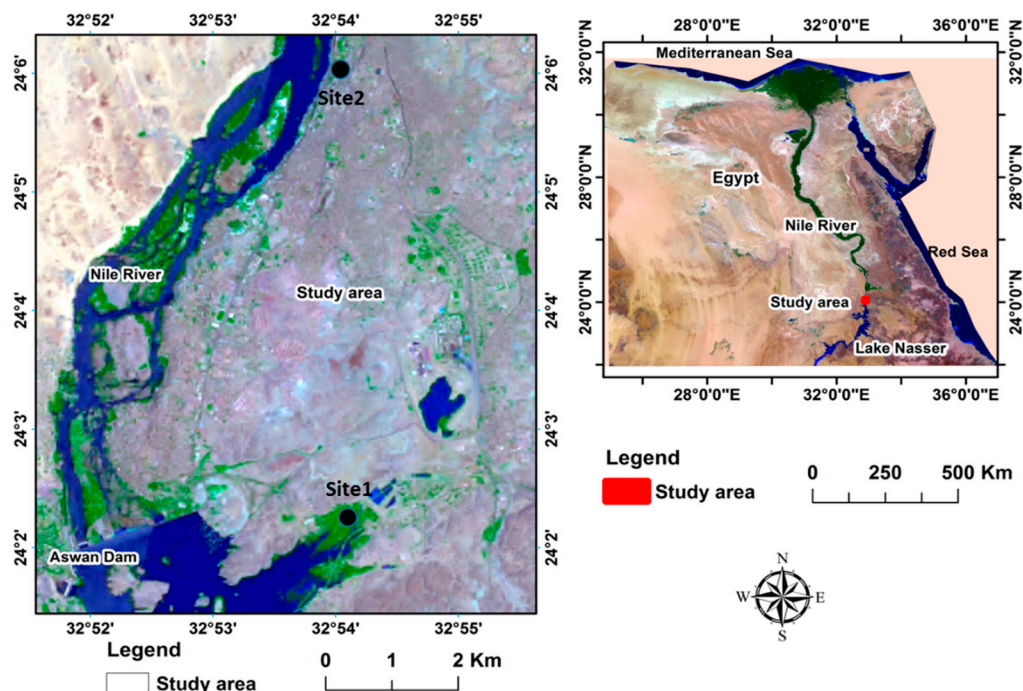 32°52' 32°53' 32°54' 32°55'
24°6'
24°5'
24°4'
24°3'
24°2'
Site2
Nile River
Study area
Site1
Aswan Dam
24°6'
24°5'
24°4'
24°3'
24°2'
32°52' 32°53' 32°54' 32°55'
Legend
Study area
0 1 2 Km
28°0'0"E 32°0'0"E 36°0'0"E
Mediterranean Sea
32°0'0"N
28°0'0"N
24°0'0"N
Egypt
Nile River
Red Sea
Study area
Lake Nasser
32°0'0"N
28°0'0"N
24°0'0"N
28°0'0"E 32°0'0"E 36°0'0"E
Legend
Study area
0 250 500 Km
N
W E
S